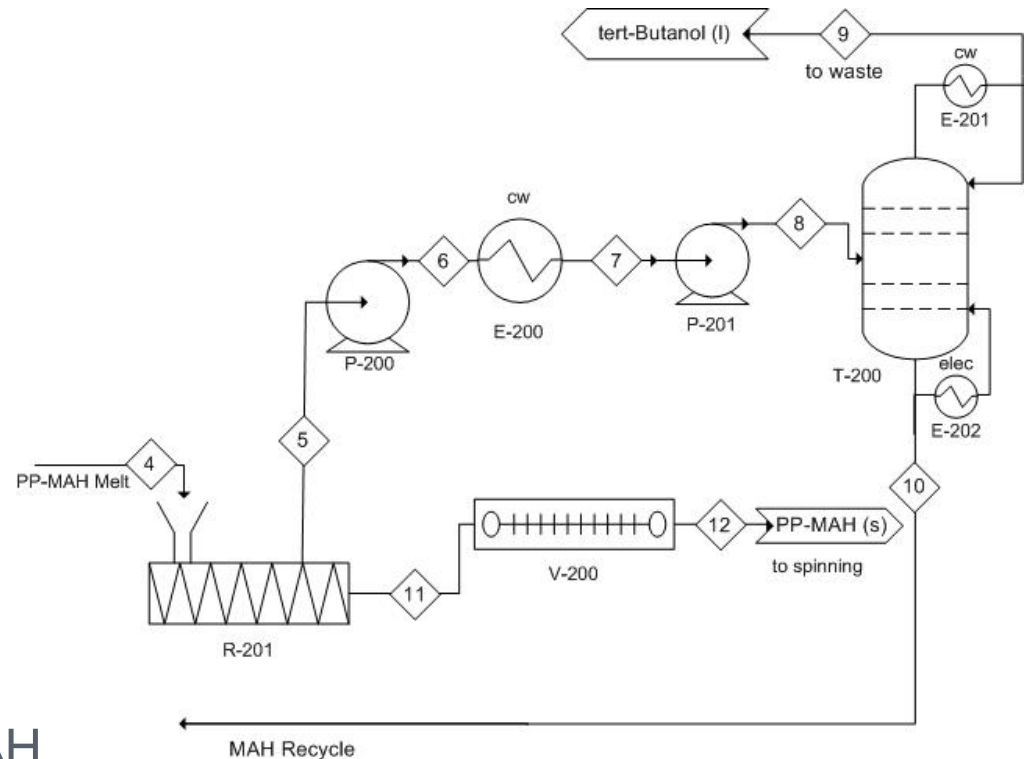 tert-Butanol (l)
9
to waste
cw
E-201
cw
6
7
8
E-200
P-201
P-200
T-200
elec
E-202
5
4
PP-MAH Melt
10
12
PP-MAH (s)
to spinning
V-200
11
R-201
MAH Recycle